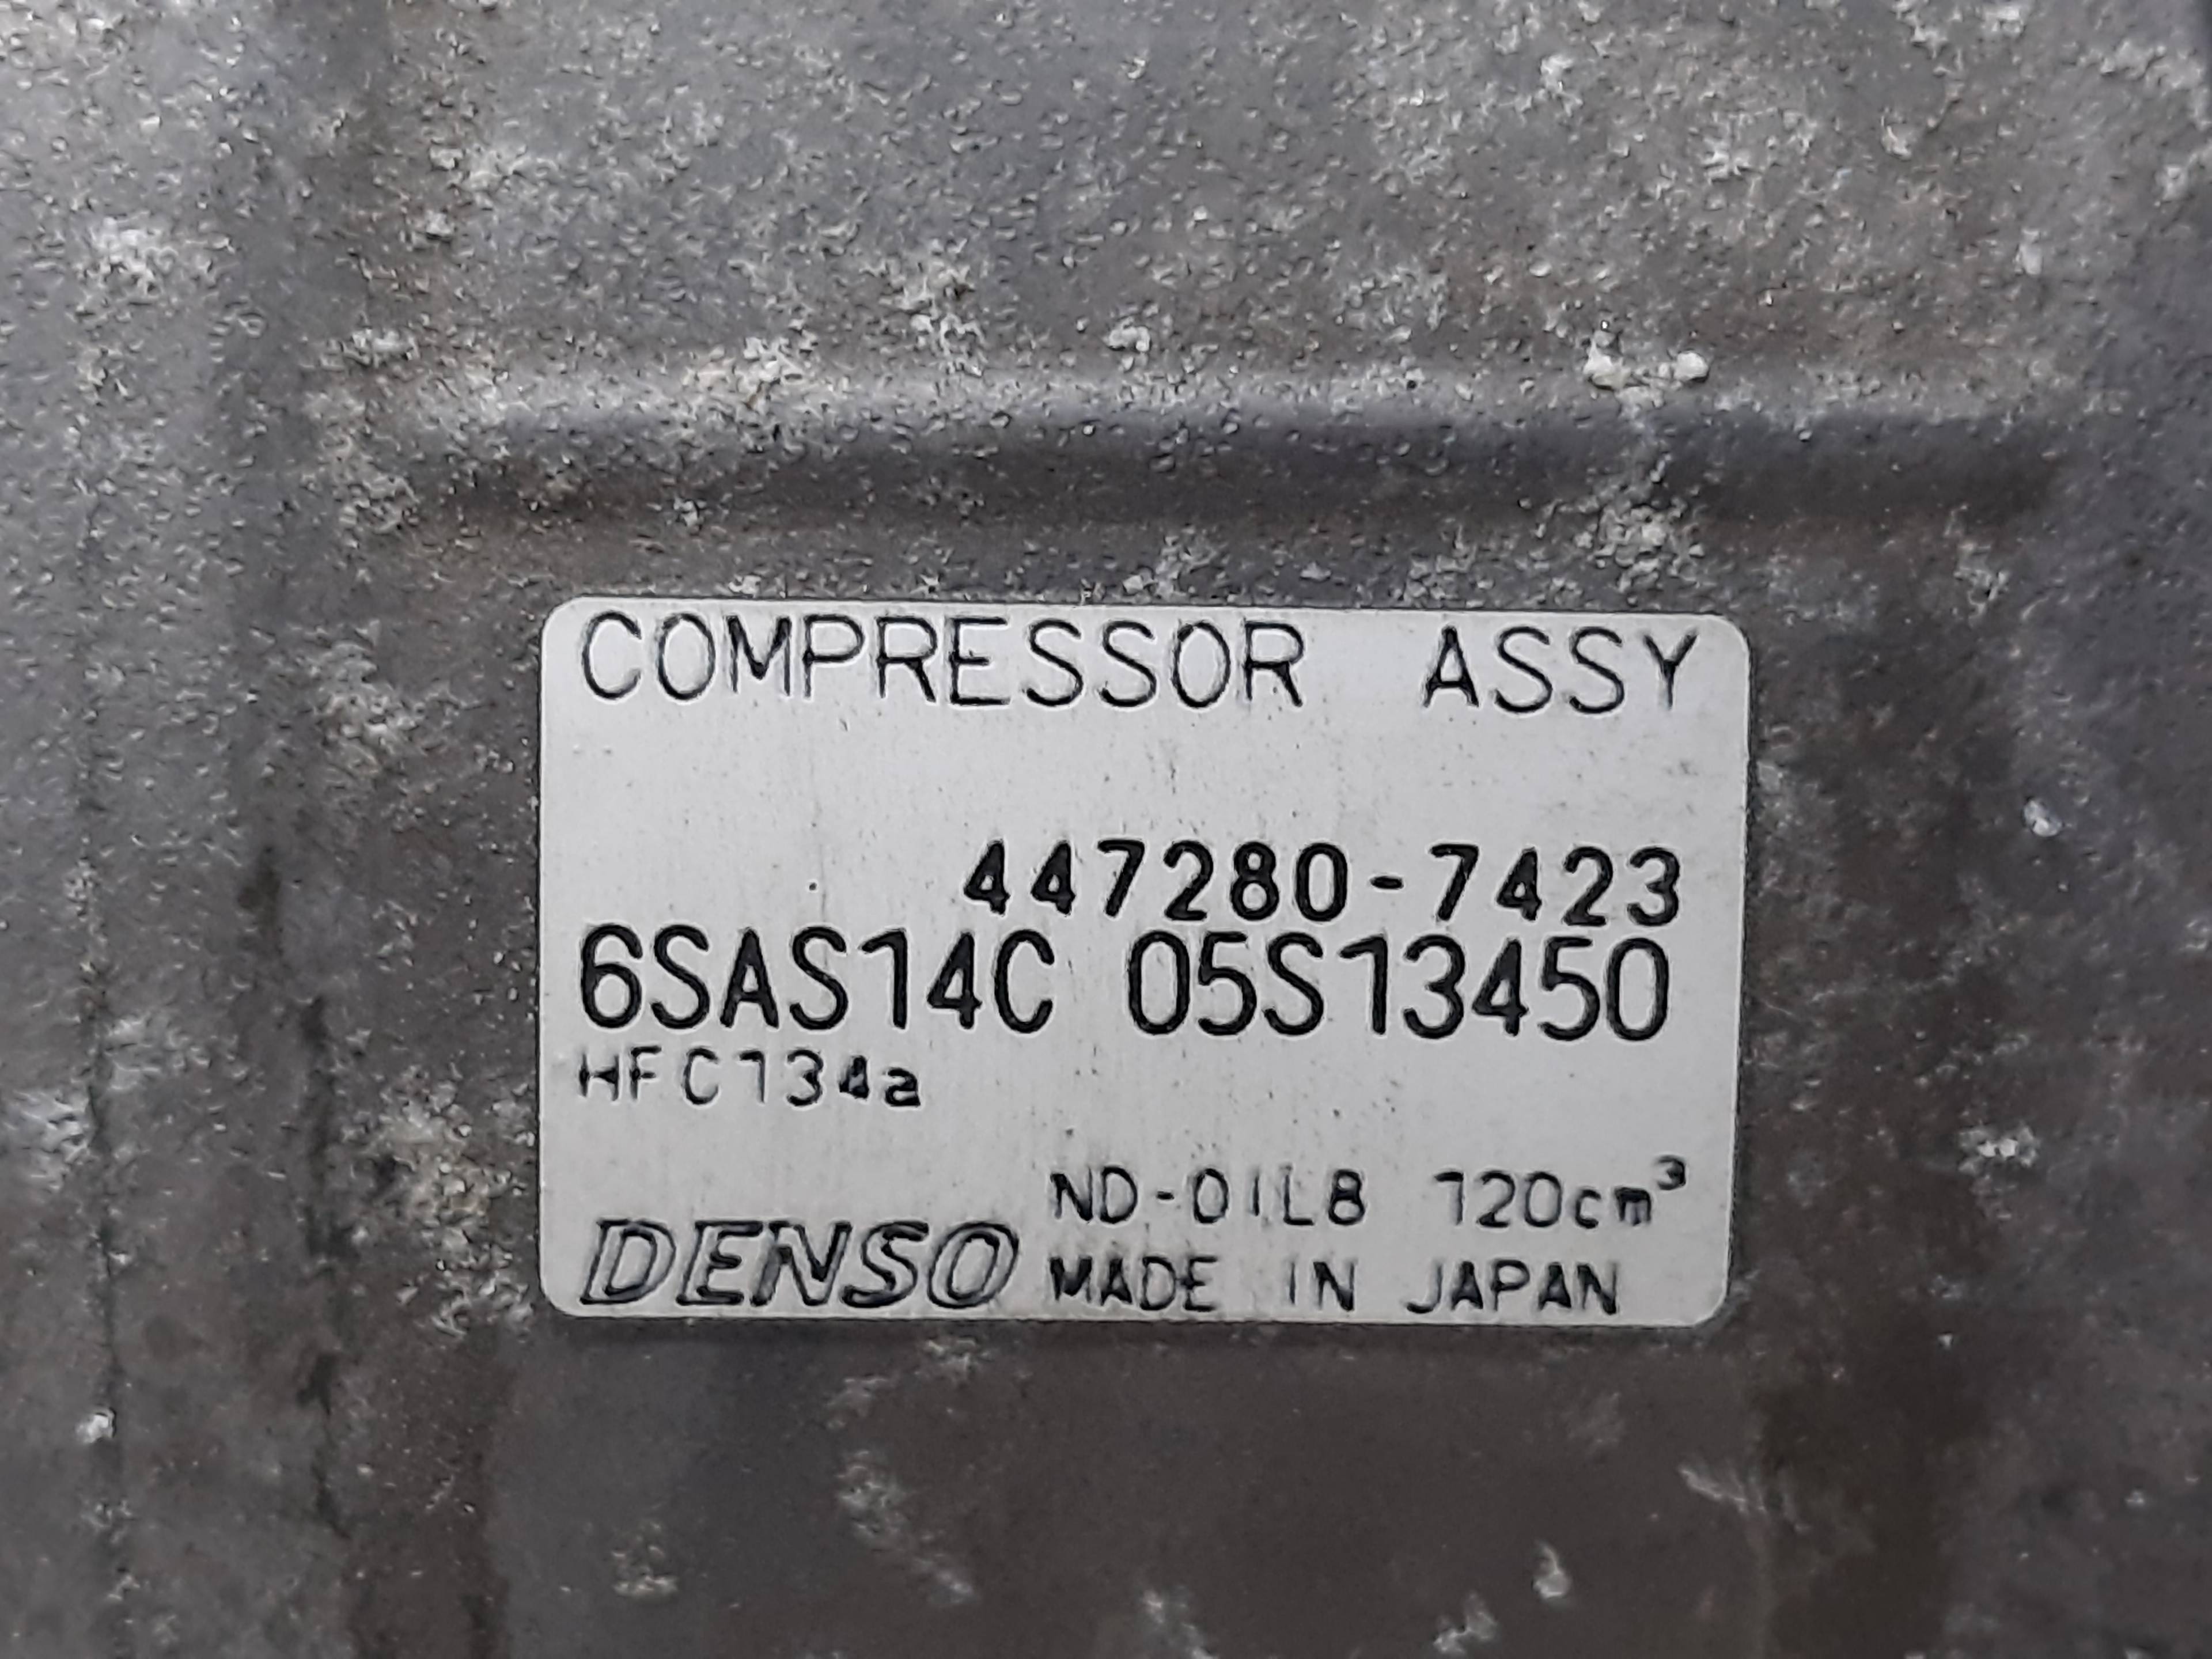 COMPRESSOR ASSY
447280-7423
6SAS14C 05S13450
HFC134a
ND-OIL8 120cm³
DENSO MADE IN JAPAN